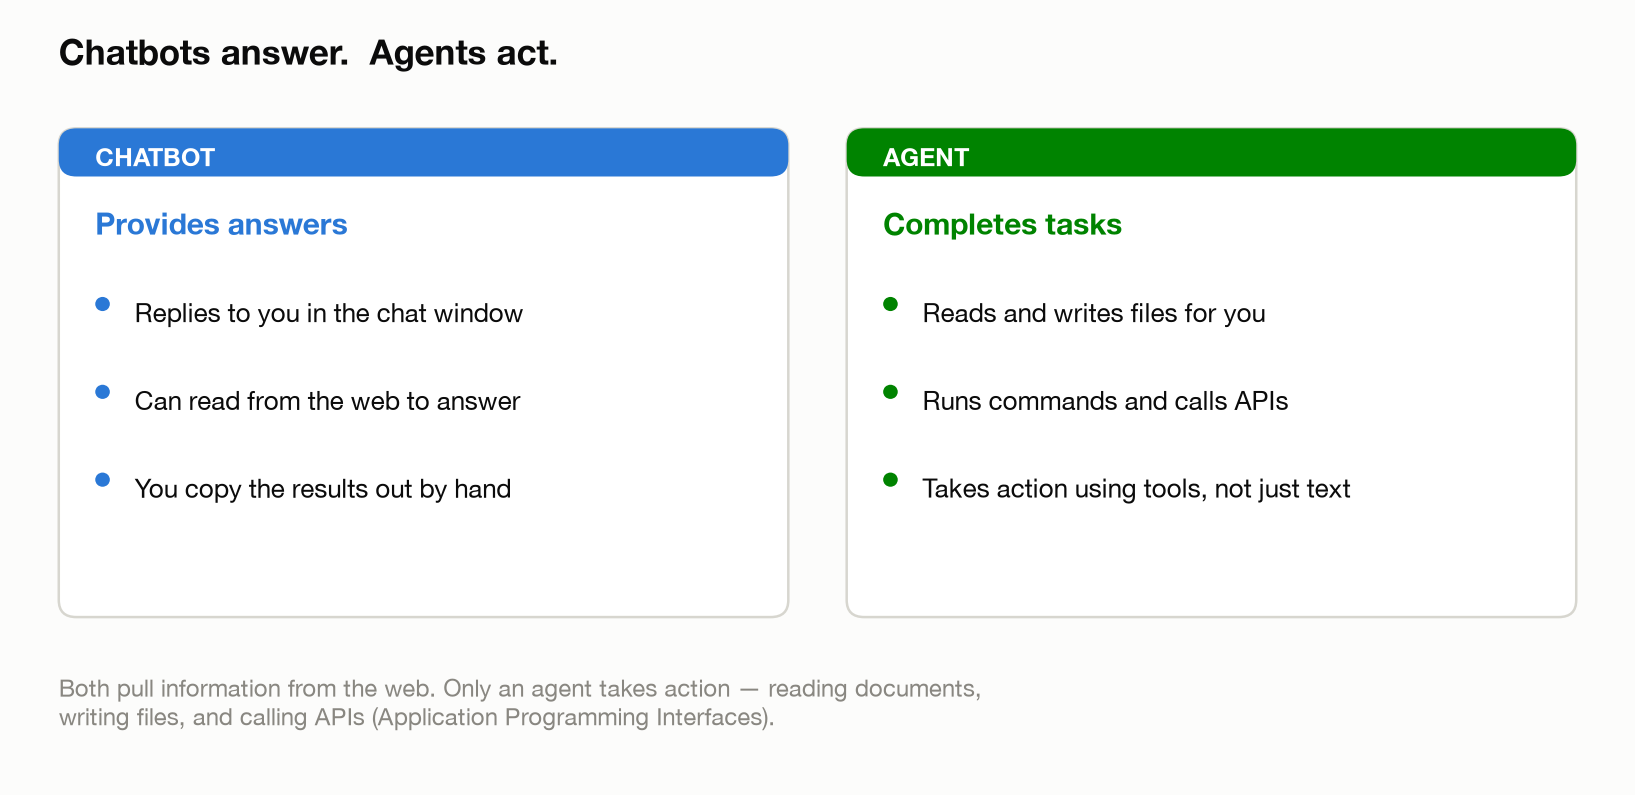 Chatbots answer.  Agents act.
CHATBOT
Provides answers
Replies to you in the chat window
Can read from the web to answer
You copy the results out by hand
AGENT
Completes tasks
Reads and writes files for you
Runs commands and calls APIs
Takes action using tools, not just text
Both pull information from the web. Only an agent takes action — reading documents,
writing files, and calling APIs (Application Programming Interfaces).